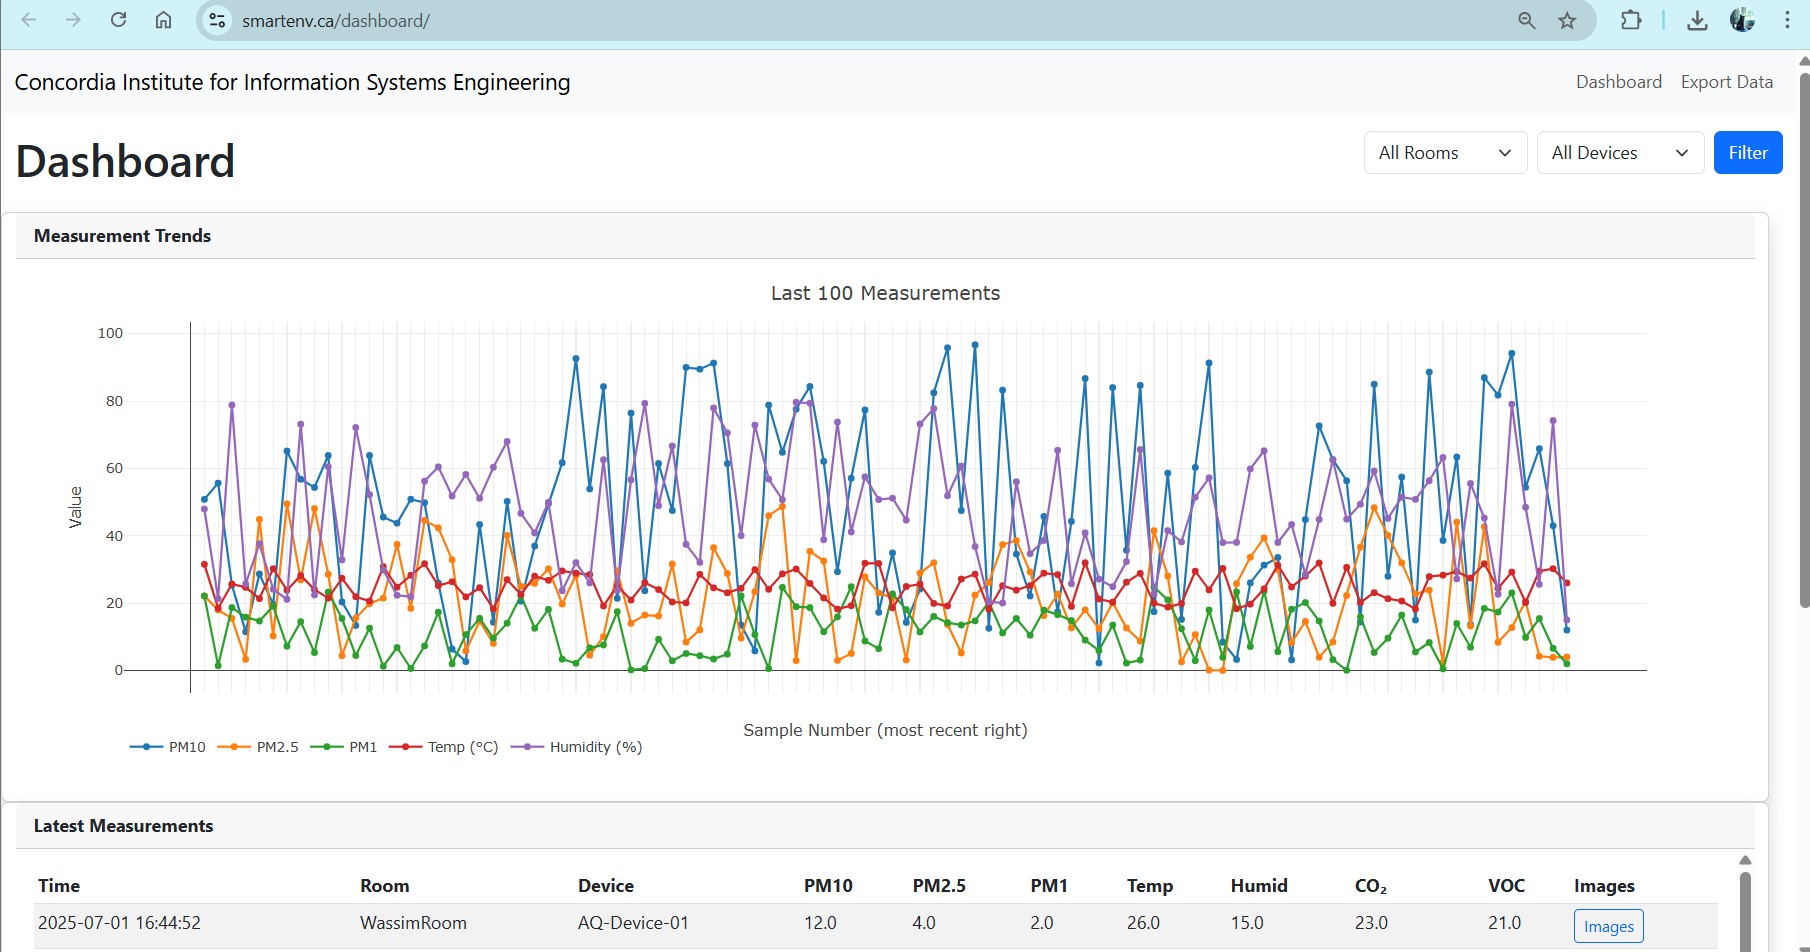 smartenv.ca/dashboard/
Concordia Institute for Information Systems Engineering
Dashboard Export Data
Dashboard
All Rooms All Devices Filter
Measurement Trends
Last 100 Measurements
100
80
60
40
20
0
Value
Sample Number (most recent right)
PM10 PM2.5 PM1 Temp (°C) Humidity (%)
Latest Measurements
Time Room Device PM10 PM2.5 PM1 Temp Humid CO₂ VOC Images
2025-07-01 16:44:52 WassimRoom AQ-Device-01 12.0 4.0 2.0 26.0 15.0 23.0 21.0 Images